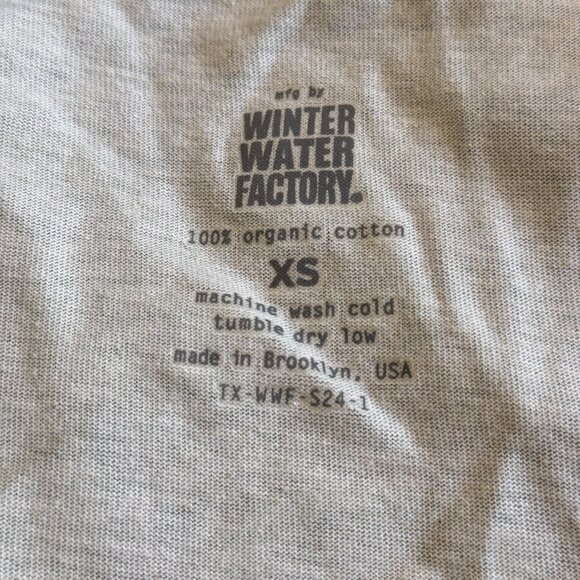 mfg by
WINTER
WATER
FACTORY.
100% organic cotton
XS
machine wash cold
tumble dry low
made in Brooklyn, USA
TX-WWF-S24-1